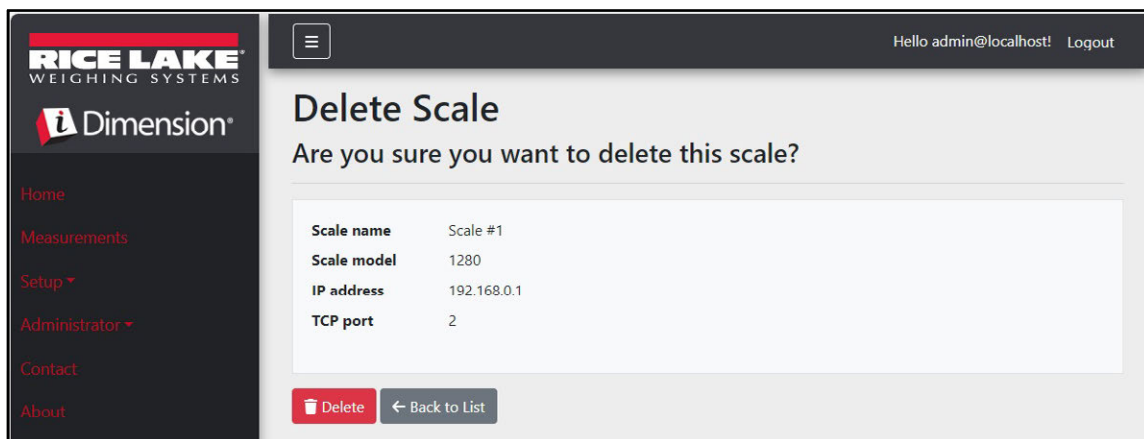 RICE LAKE®
WEIGHING SYSTEMS
i Dimension®
Home
Measurements
Setup
Administrator
Contact
About
Hello admin@localhost! Logout
Delete Scale
Are you sure you want to delete this scale?
Scale name Scale #1
Scale model 1280
IP address 192.168.0.1
TCP port 2
Delete ← Back to List